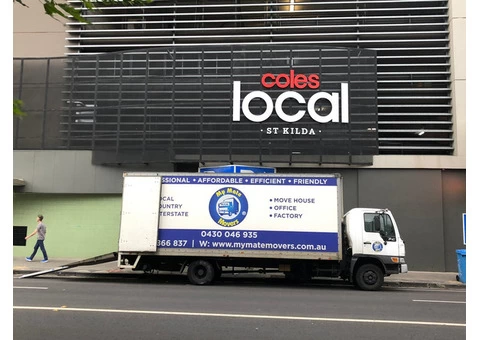 coles
local
· ST KILDA ·
SSIONAL ♦ AFFORDABLE ♦ EFFICIENT ♦ FRIENDLY
My Mate
Movers
OCAL
OUNTRY
TERSTATE
• MOVE HOUSE
• OFFICE
• FACTORY
0430 046 935
866 837 | W: www.mymatemovers.com.au